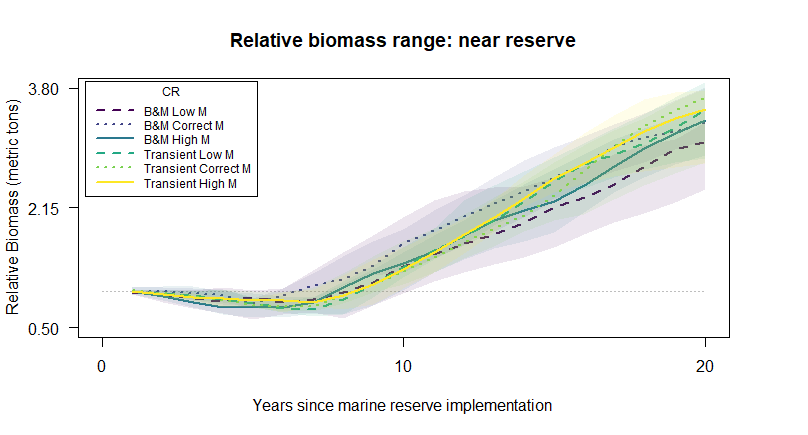 Relative biomass range: near reserve
3.80
2.15
0.50
Relative Biomass (metric tons)
CR
B&M Low M
B&M Correct M
B&M High M
Transient Low M
Transient Correct M
Transient High M
0
10
20
Years since marine reserve implementation